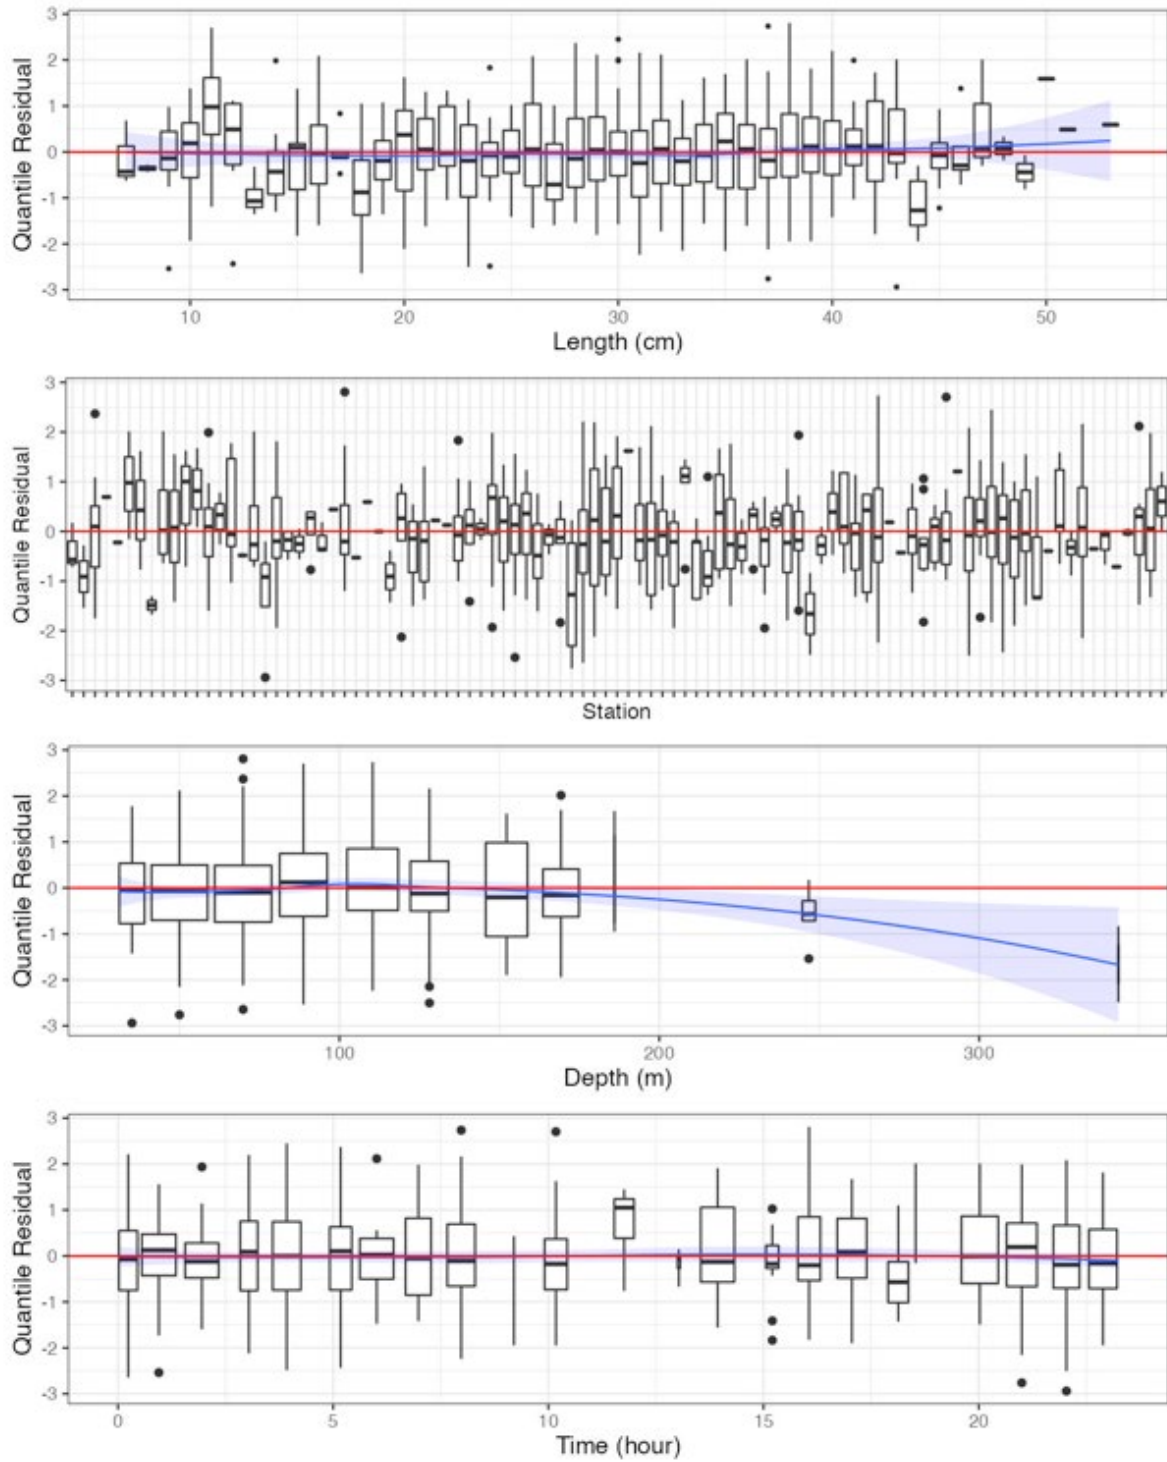 Quantile Residual
3
2
1
0
-1
-2
-3
10 20 30 40 50
Length (cm)
Quantile Residual
3
2
1
0
-1
-2
-3
Station
Quantile Residual
3
2
1
0
-1
-2
-3
100 200 300
Depth (m)
Quantile Residual
3
2
1
0
-1
-2
-3
0 5 10 15 20
Time (hour)